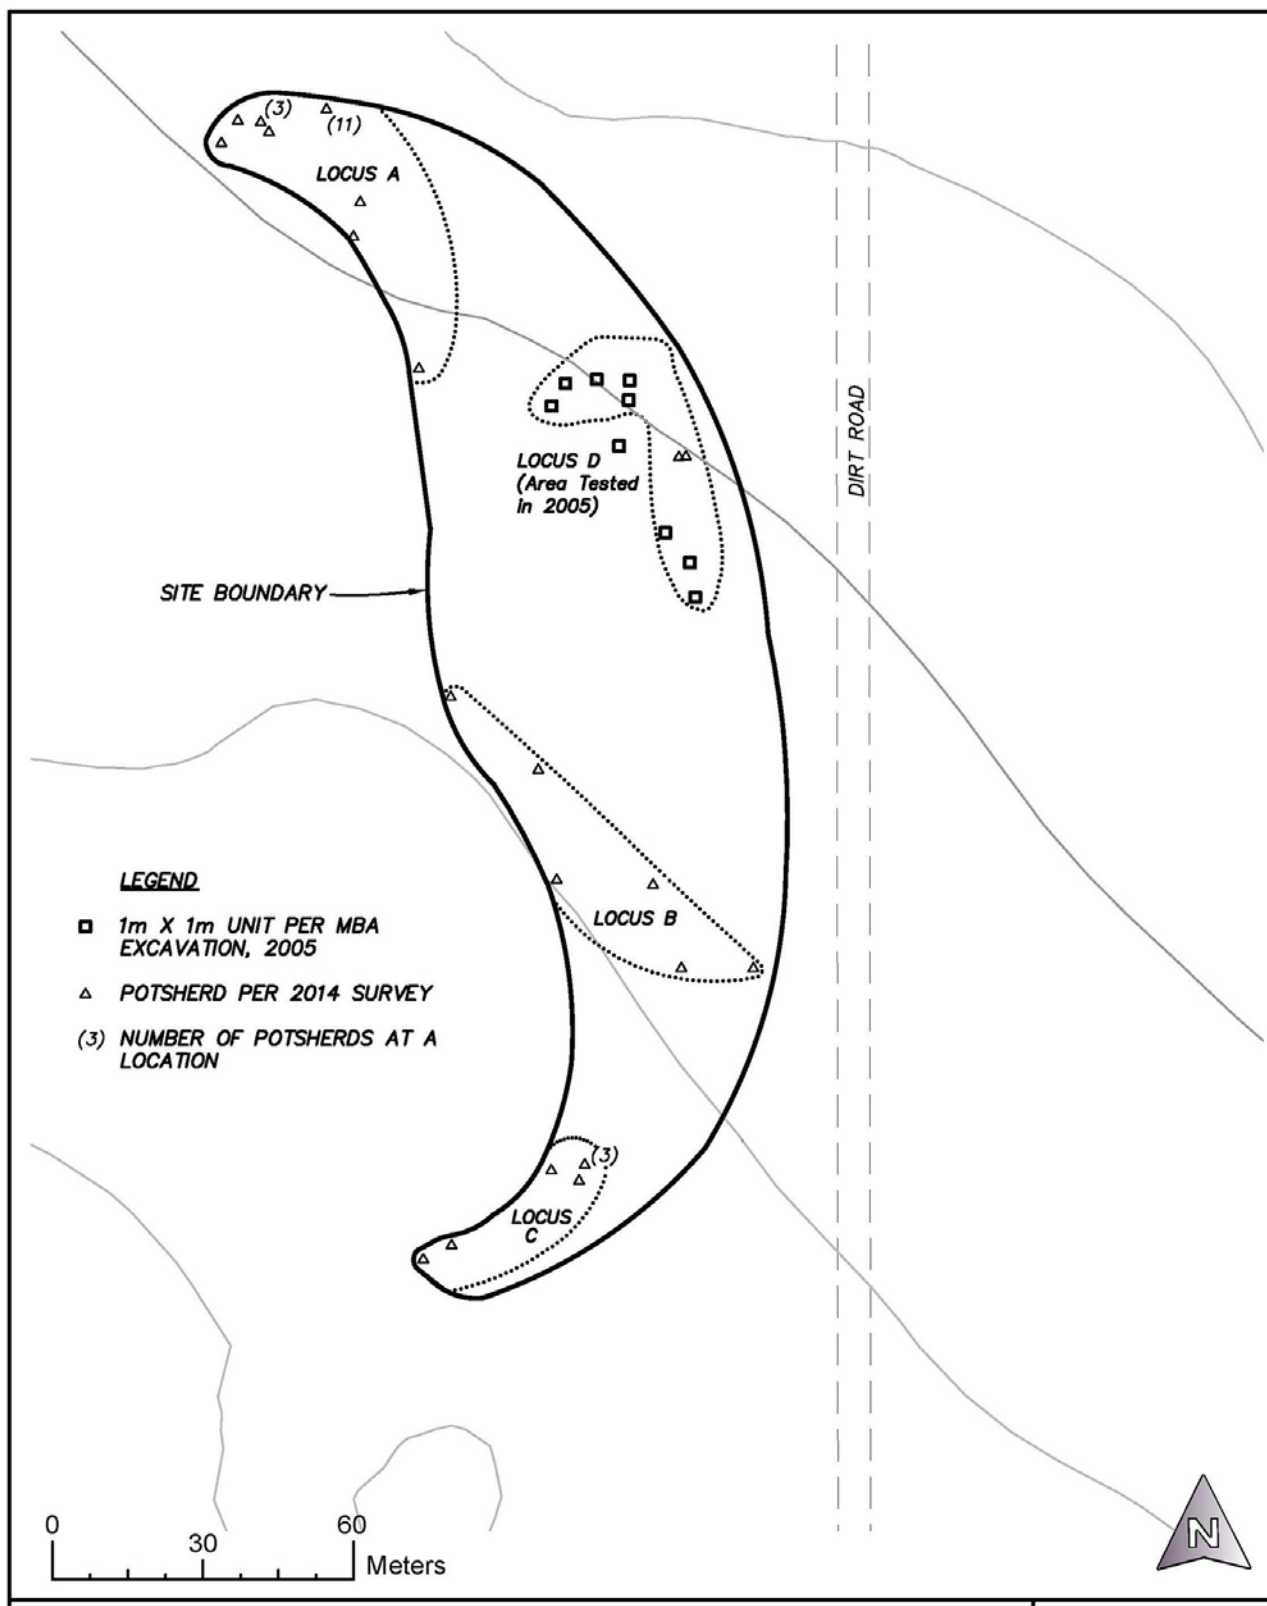 (3)
(11)
LOCUS A
LOCUS D
(Area Tested
in 2005)
DIRT ROAD
SITE BOUNDARY
LEGEND
1m X 1m UNIT PER MBA
EXCAVATION, 2005
POTSHERD PER 2014 SURVEY
(3) NUMBER OF POTSHERDS AT A
LOCATION
LOCUS B
(3)
LOCUS
C
0
30
60
Meters
N